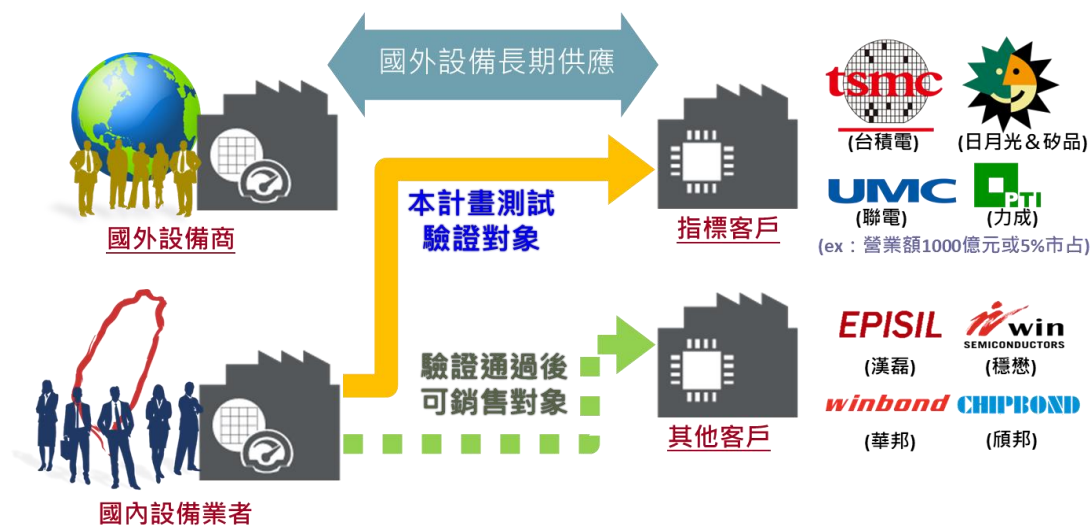 國外設備長期供應
國外設備商
本計畫測試
驗證對象
指標客戶
tsmc
(台積電)
(日月光&矽品)
UMC
(聯電)
PTI
(力成)
(ex：營業額1000億元或5%市占)
國內設備業者
驗證通過後
可銷售對象
其他客戶
EPISIL
(漢磊)
win
SEMICONDUCTORS
(穩懋)
winbond
(華邦)
CHIPBOND
(頎邦)